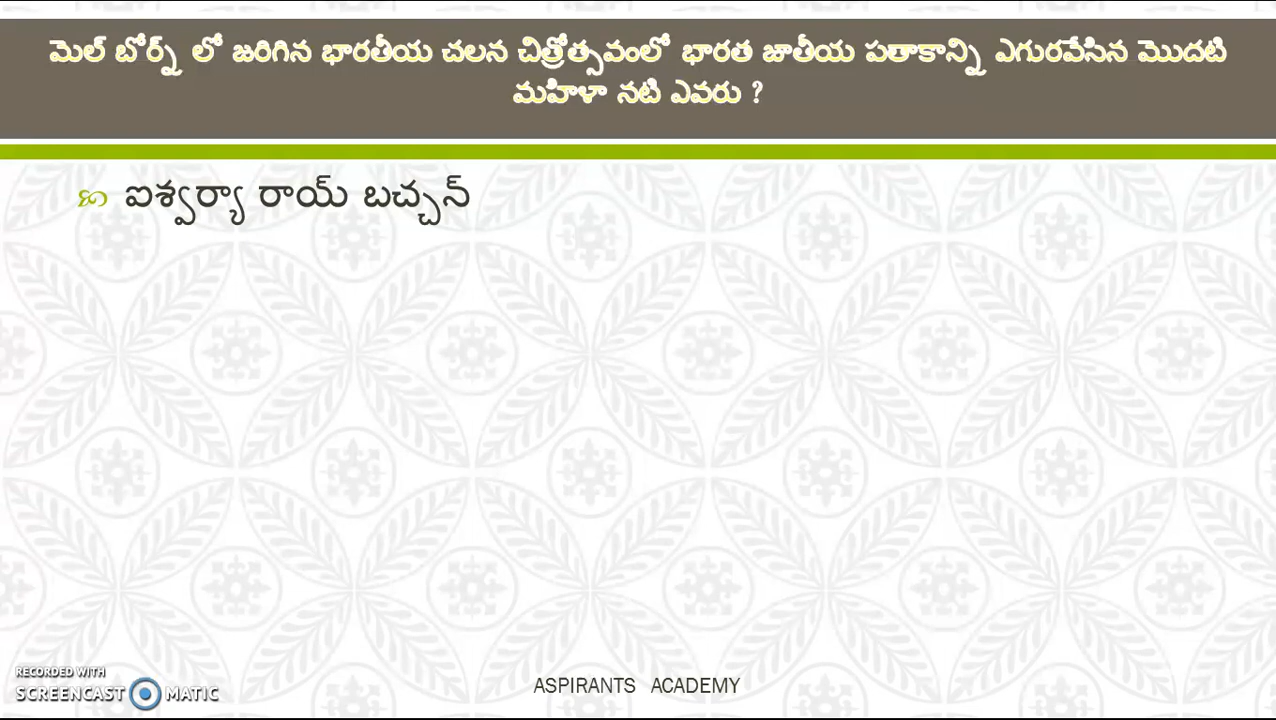 మెల్ బోర్న్ లో జరిగిన భారతీయ చలన చిత్రోత్సవంలో భారత జాతీయ పతాకాన్ని ఎగురవేసిన మొదటి
మహిళా నటి ఎవరు ?
ఐశ్వర్యా రాయ్ బచ్చన్
RECORDED WITH
SCREENCAST MATIC
ASPIRANTS ACADEMY